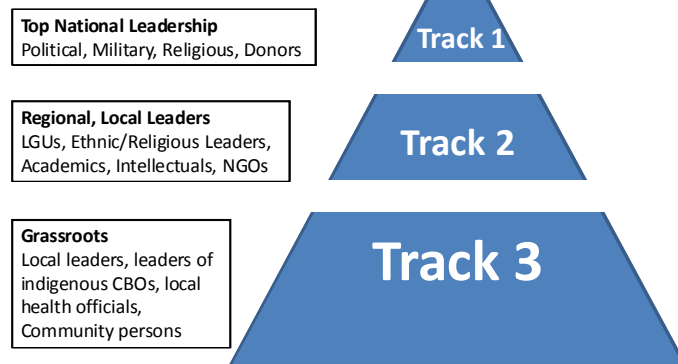 Top National Leadership
Political, Military, Religious, Donors
Track 1
Regional, Local Leaders
LGUs, Ethnic/Religious Leaders,
Academics, Intellectuals, NGOs
Track 2
Grassroots
Local leaders, leaders of
indigenous CBOs, local
health officials,
Community persons
Track 3